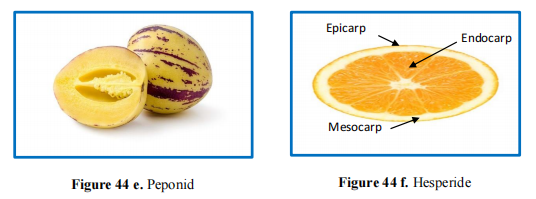 Epicarp
Endocarp
Mesocarp
Figure 44 e. Peponid
Figure 44 f. Hesperide